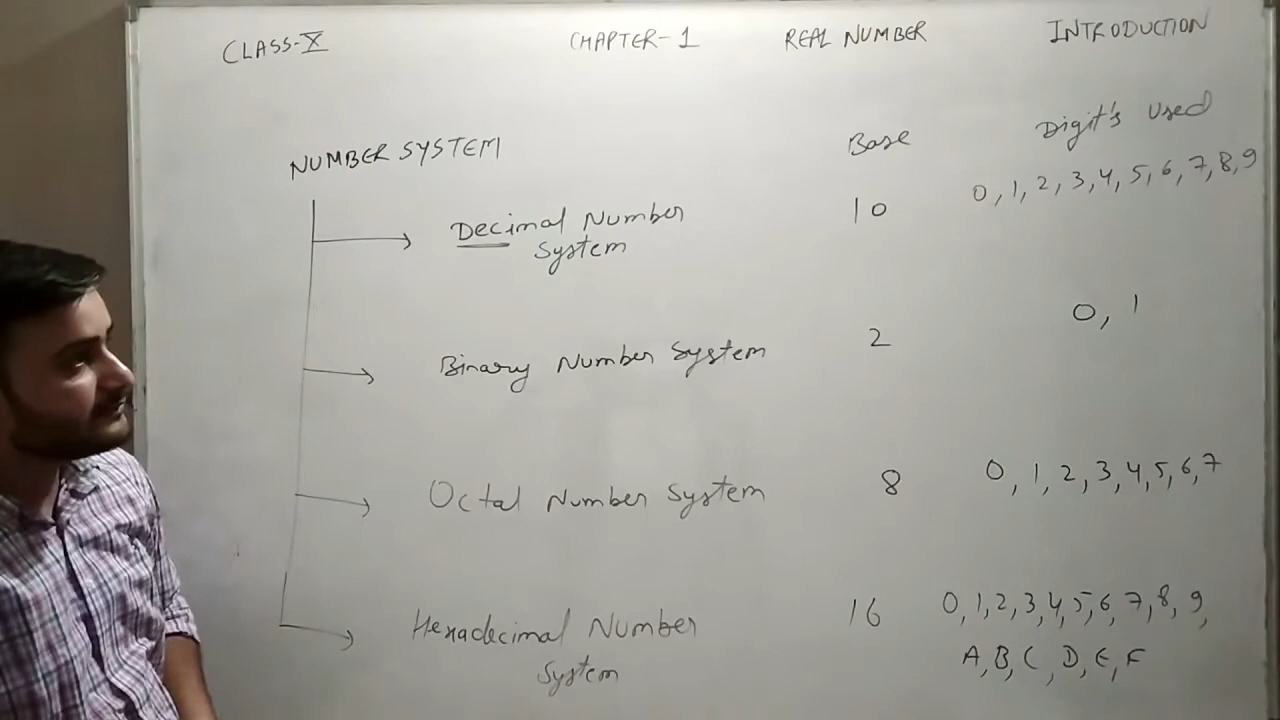 CLASS-X CHAPTER-1 REAL NUMBER INTRODUCTION
NUMBER SYSTEM Base Digit's Used
Decimal Number 10 0, 1, 2, 3, 4, 5, 6, 7, 8, 9
System
Binary Number System 2 0, 1
Octal Number System 8 0, 1, 2, 3, 4, 5, 6, 7
Hexadecimal Number 16 0, 1, 2, 3, 4, 5, 6, 7, 8, 9,
System A, B, C, D, E, F